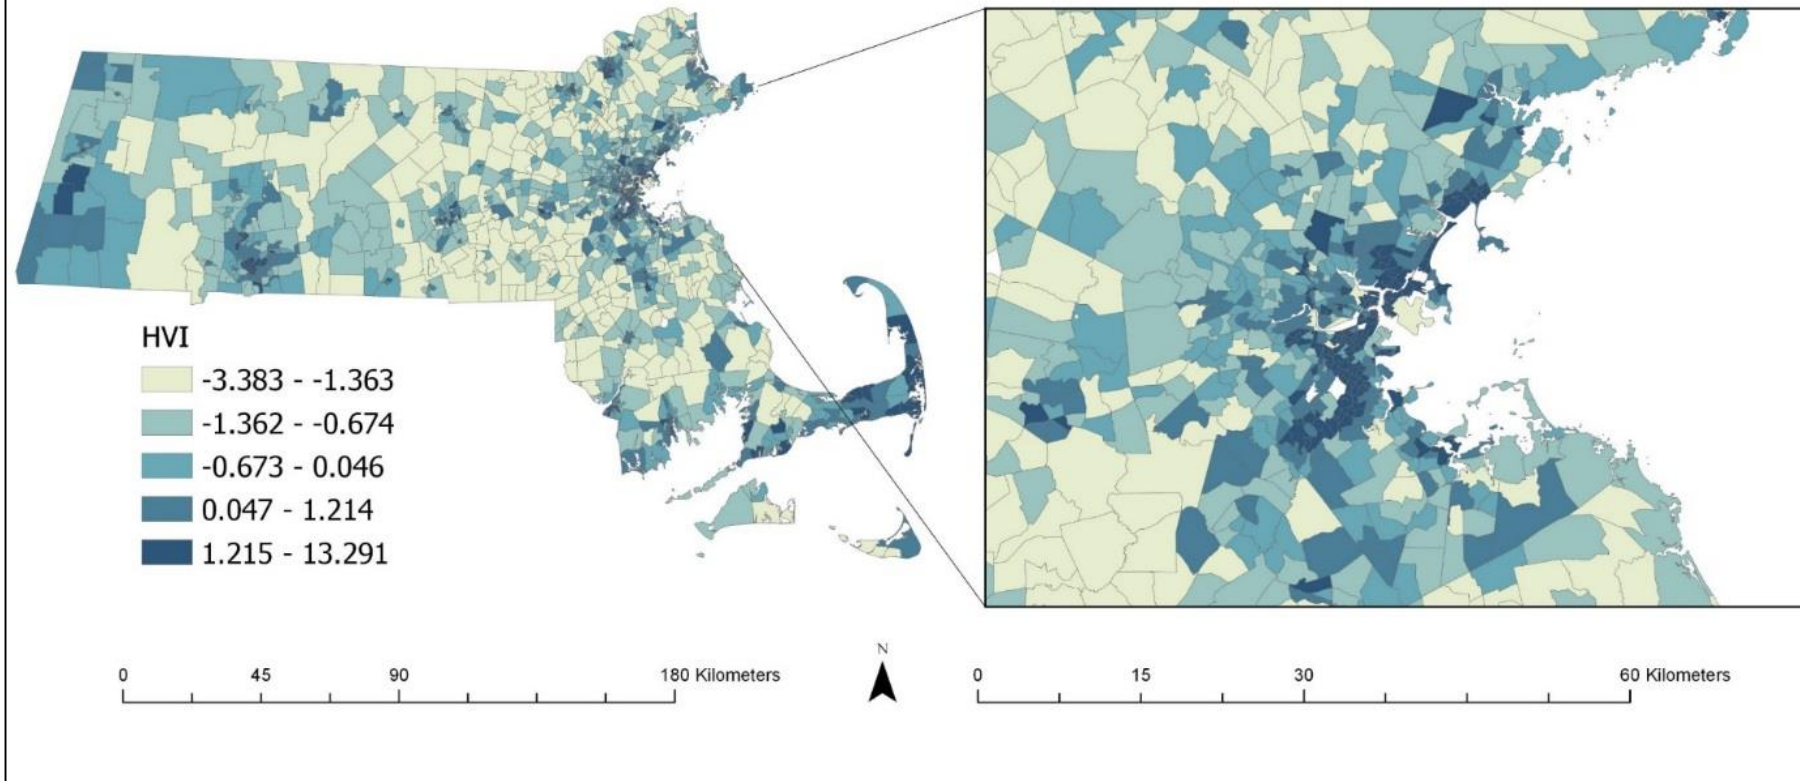 HVI
-3.383 - -1.363
-1.362 - -0.674
-0.673 - 0.046
0.047 - 1.214
1.215 - 13.291
0 45 90 180 Kilometers
N
0 15 30 60 Kilometers